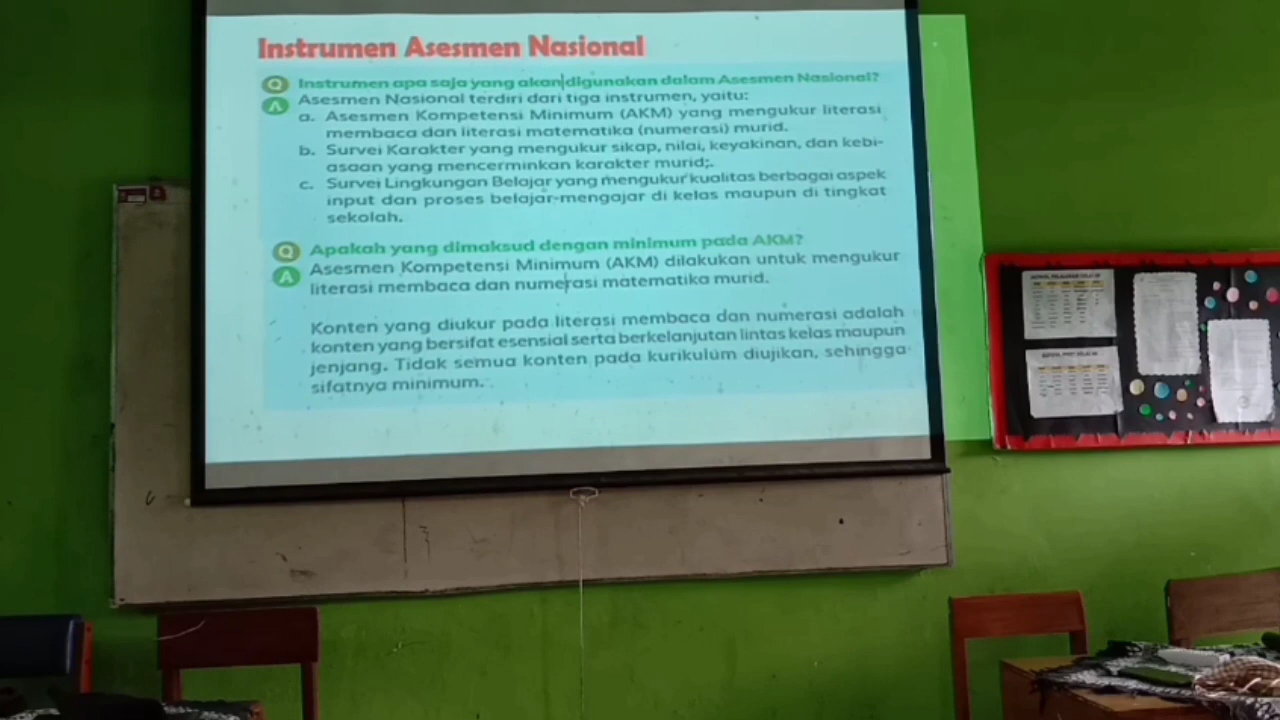 Instrumen Asesmen Nasional
Q Instrumen apa saja yang akan digunakan dalam Asesmen Nasional?
A Asesmen Nasional terdiri dari tiga instrumen, yaitu:
a. Asesmen Kompetensi Minimum (AKM) yang mengukur literasi
membaca dan literasi matematika (numerasi) murid.
b. Survei Karakter yang mengukur sikap, nilai, keyakinan, dan kebi-
asaan yang mencerminkan karakter murid;.
c. Survei Lingkungan Belajar yang mengukur kualitas berbagai aspek
input dan proses belajar-mengajar di kelas maupun di tingkat
sekolah.
Q Apakah yang dimaksud dengan minimum pada AKM?
A Asesmen Kompetensi Minimum (AKM) dilakukan untuk mengukur
literasi membaca dan numerasi matematika murid.
Konten yang diukur pada literasi membaca dan numerasi adalah
konten yang bersifat esensial serta berkelanjutan lintas kelas maupun
jenjang. Tidak semua konten pada kurikulum diujikan, sehingga
sifatnya minimum.